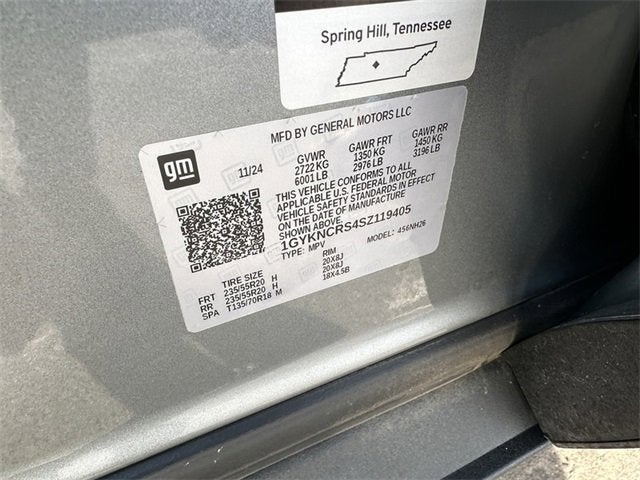 Spring Hill, Tennessee
MFD BY GENERAL MOTORS LLC
gm
11/24
GVWR GAWR FRT GAWR RR
2722 KG 1350 KG 1450 KG
6001 LB 2976 LB 3196 LB
THIS VEHICLE CONFORMS TO ALL
APPLICABLE U.S. FEDERAL MOTOR
VEHICLE SAFETY STANDARDS IN EFFECT
ON THE DATE OF MANUFACTURE
SHOWN ABOVE.
1GYKNCRS4SZ119405
TYPE: MPV MODEL: 456NH26
TIRE SIZE RIM
FRT 235/55R20 H 20X8J
RR 235/55R20 H 20X8J
SPA T135/70R18 M 18X4.5B